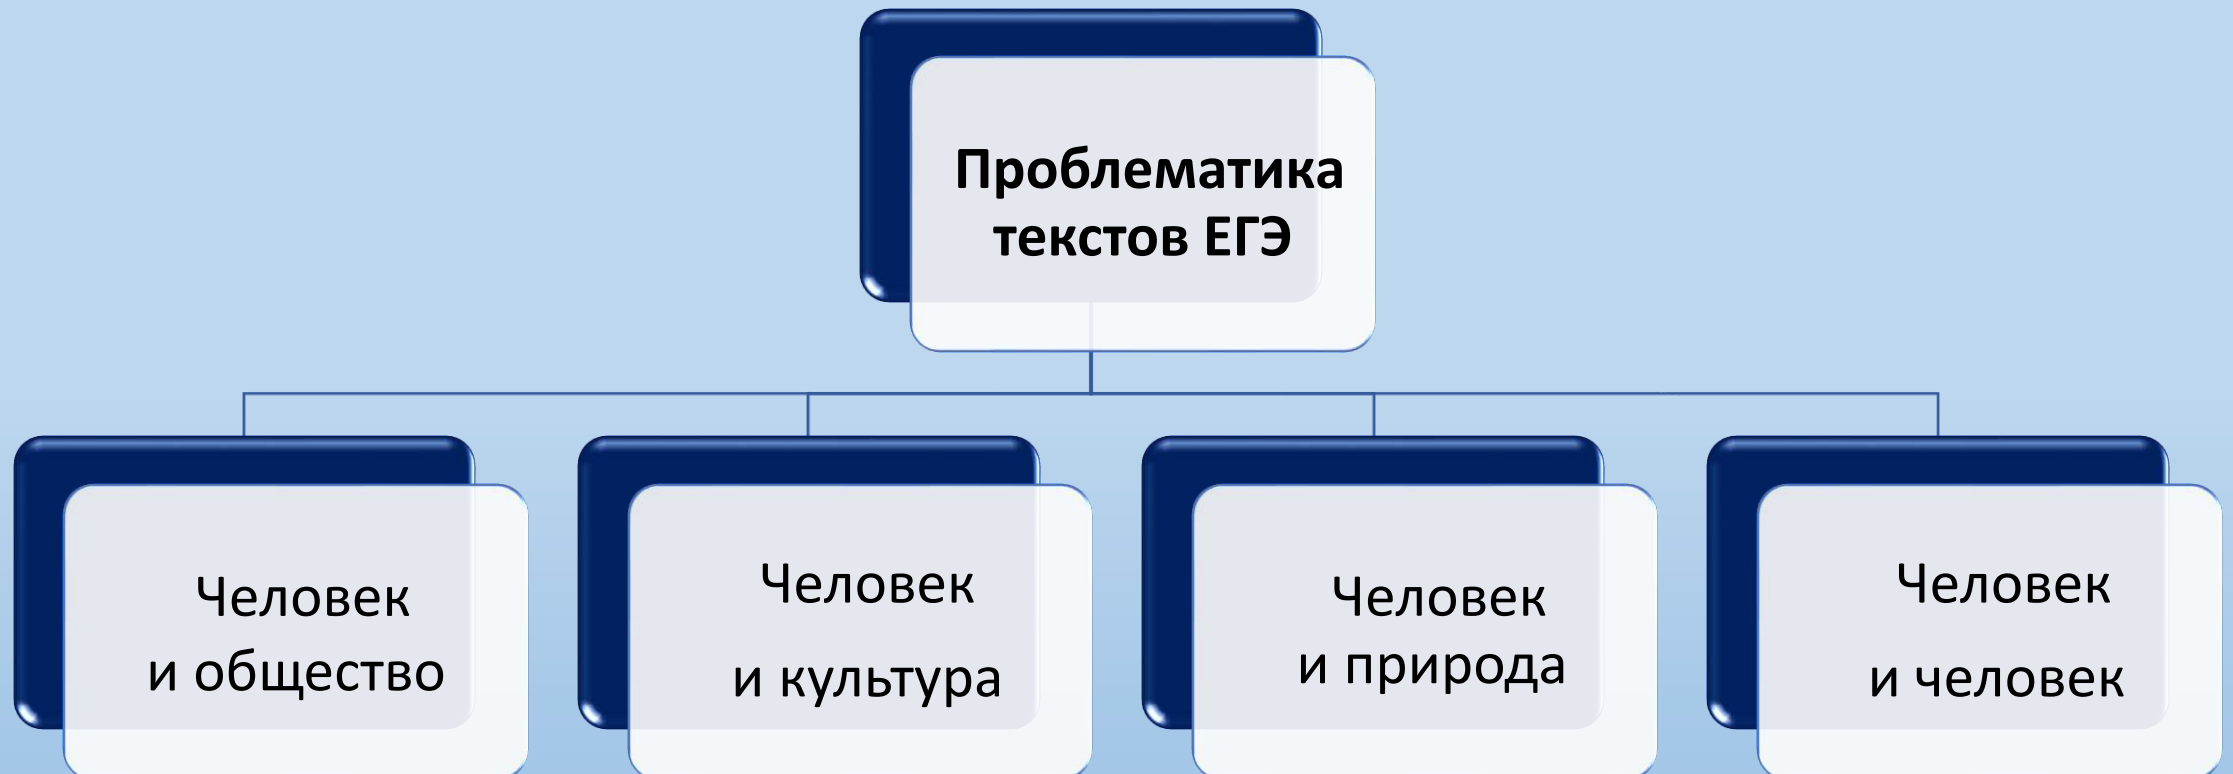 Проблематика
текстов ЕГЭ
Человек
и общество
Человек
и культура
Человек
и природа
Человек
и человек